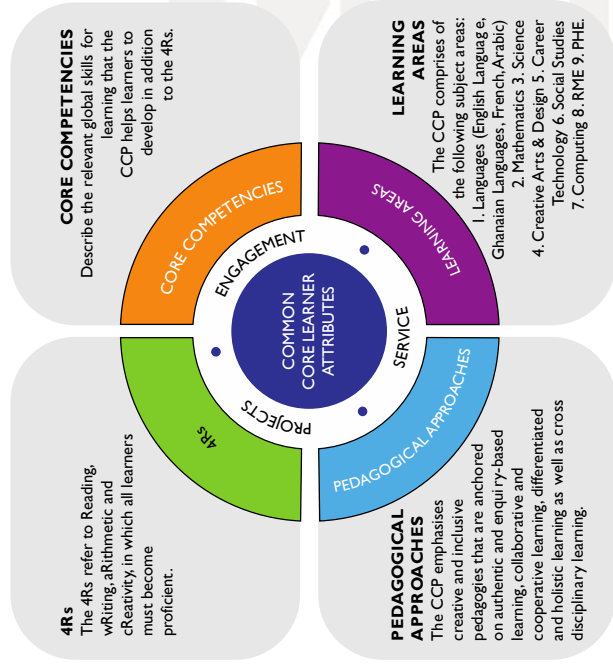 4Rs
The 4Rs refer to Reading,
wRiting, aRithmetic and
cReativity, in which all learners
must become
proficient.
CORE COMPETENCIES
Describe the relevant global skills for
learning that the
CCP helps learners to
develop in addition
to the 4Rs.
4Rs
CORE COMPETENCIES
PROJECTS
ENGAGEMENT
COMMON
CORE LEARNER
ATTRIBUTES
SERVICE
PEDAGOGICAL APPROACHES
LEARNING AREAS
PEDAGOGICAL
APPROACHES
The CCP emphasises
creative and inclusive
pedagogies that are anchored
on authentic and enquiry-based
learning, collaborative and
cooperative learning, differentiated
and holistic learning as well as cross
disciplinary learning.
LEARNING
AREAS
The CCP comprises of
the following subject areas:
1. Languages (English Languag e,
Ghanaian Languages, French, Arabic)
2. Mathematics 3. Science
4. Creative Arts & Design 5. Career
Technology 6. Social Studies
7. Computing 8. RME 9. PHE.